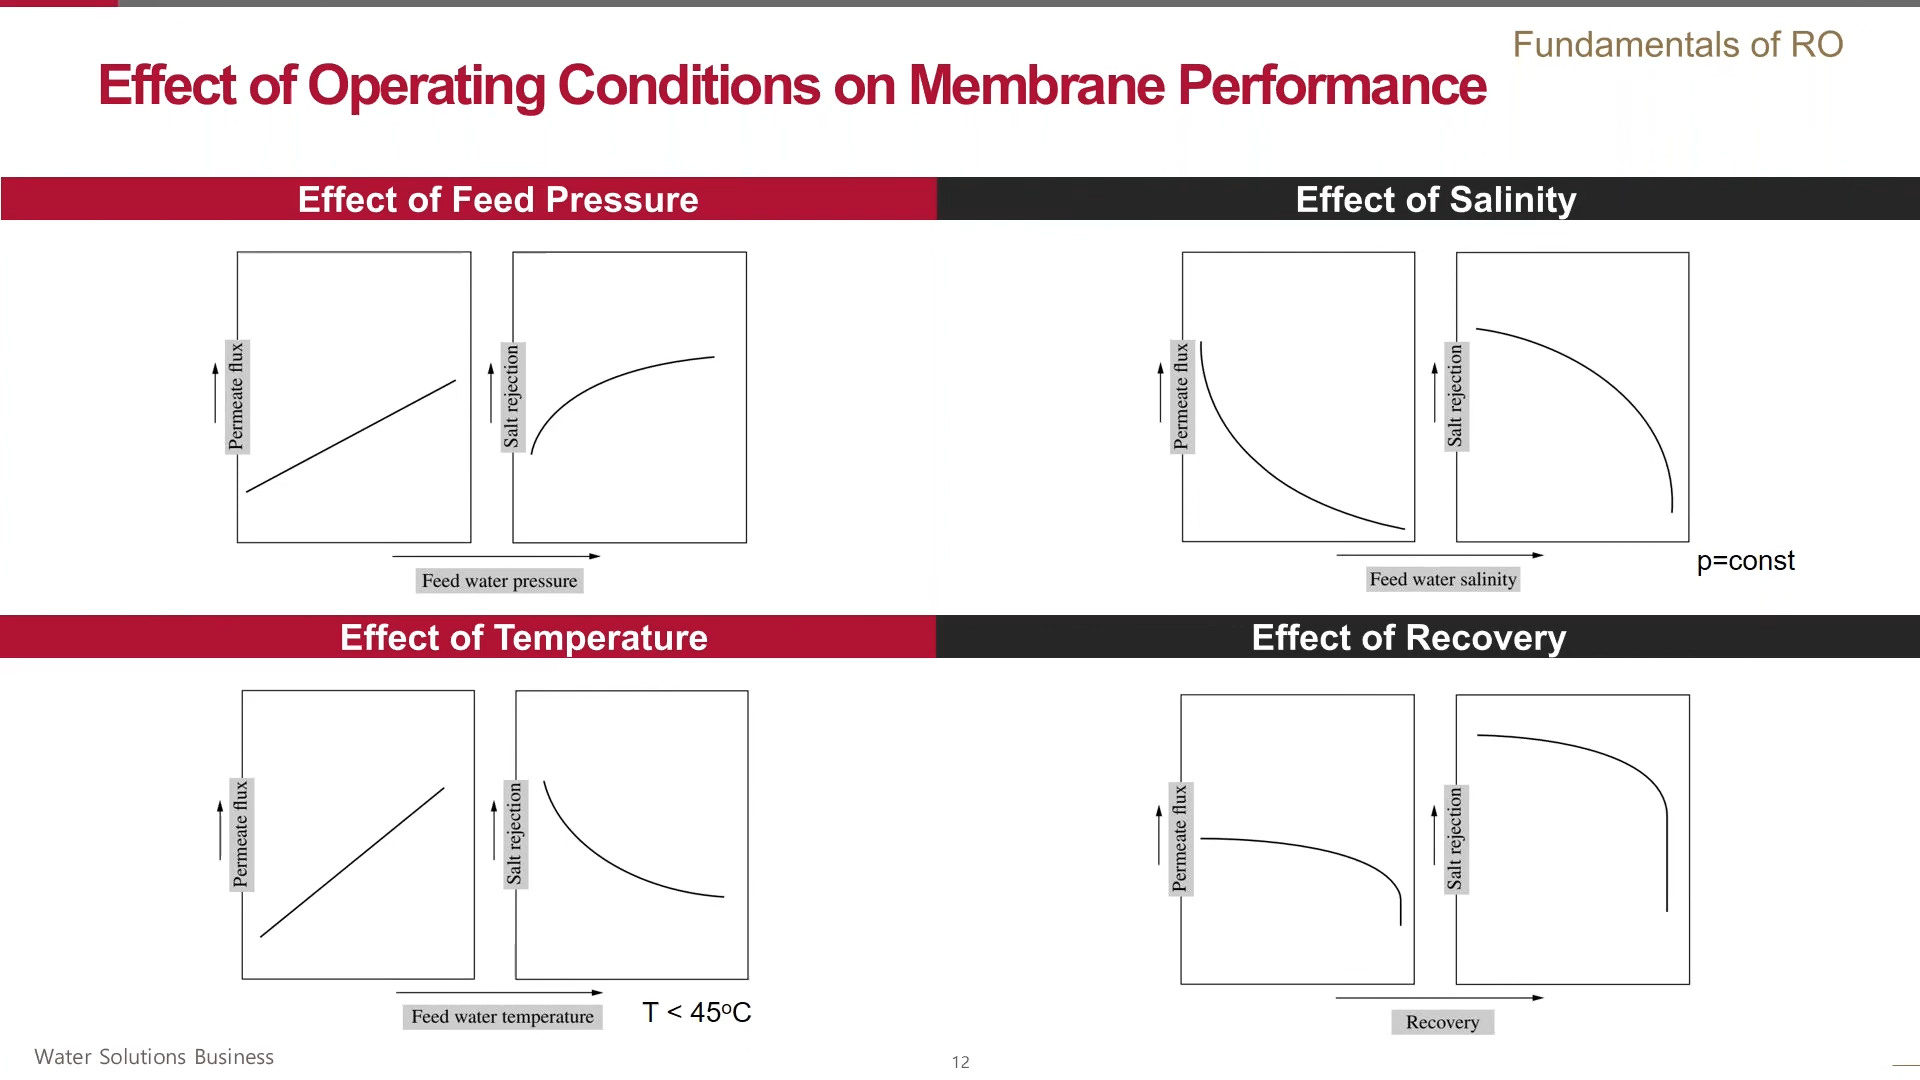 Fundamentals of RO
Effect of Operating Conditions on Membrane Performance
Effect of Feed Pressure
Effect of Salinity
Permeate flux
Salt rejection
Feed water pressure
Permeate flux
Salt rejection
Feed water salinity
p=const
Effect of Temperature
Effect of Recovery
Permeate flux
Salt rejection
Feed water temperature
T < 45°C
Permeate flux
Salt rejection
Recovery
Water Solutions Business
12